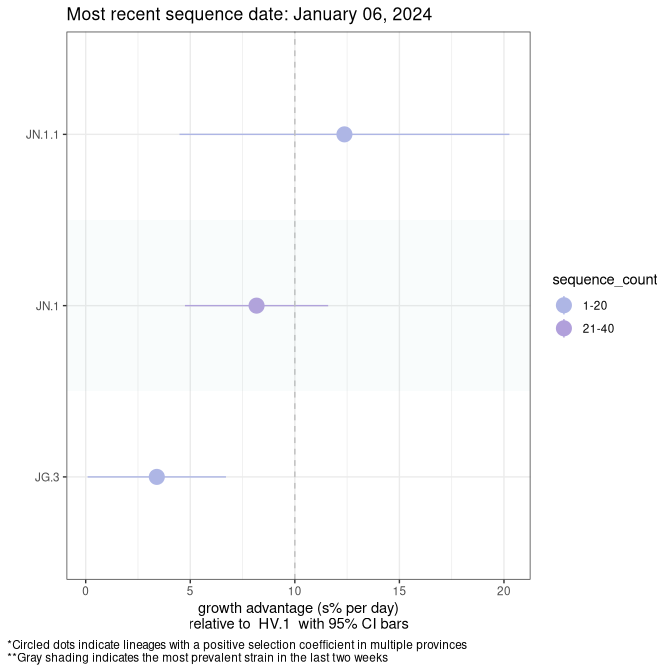 Most recent sequence date: January 06, 2024
JN.1.1
JN.1
JG.3
0 5 10 15 20
growth advantage (s% per day)
relative to HV.1 with 95% CI bars
sequence_count
1-20
21-40
*Circled dots indicate lineages with a positive selection coefficient in multiple provinces
**Gray shading indicates the most prevalent strain in the last two weeks